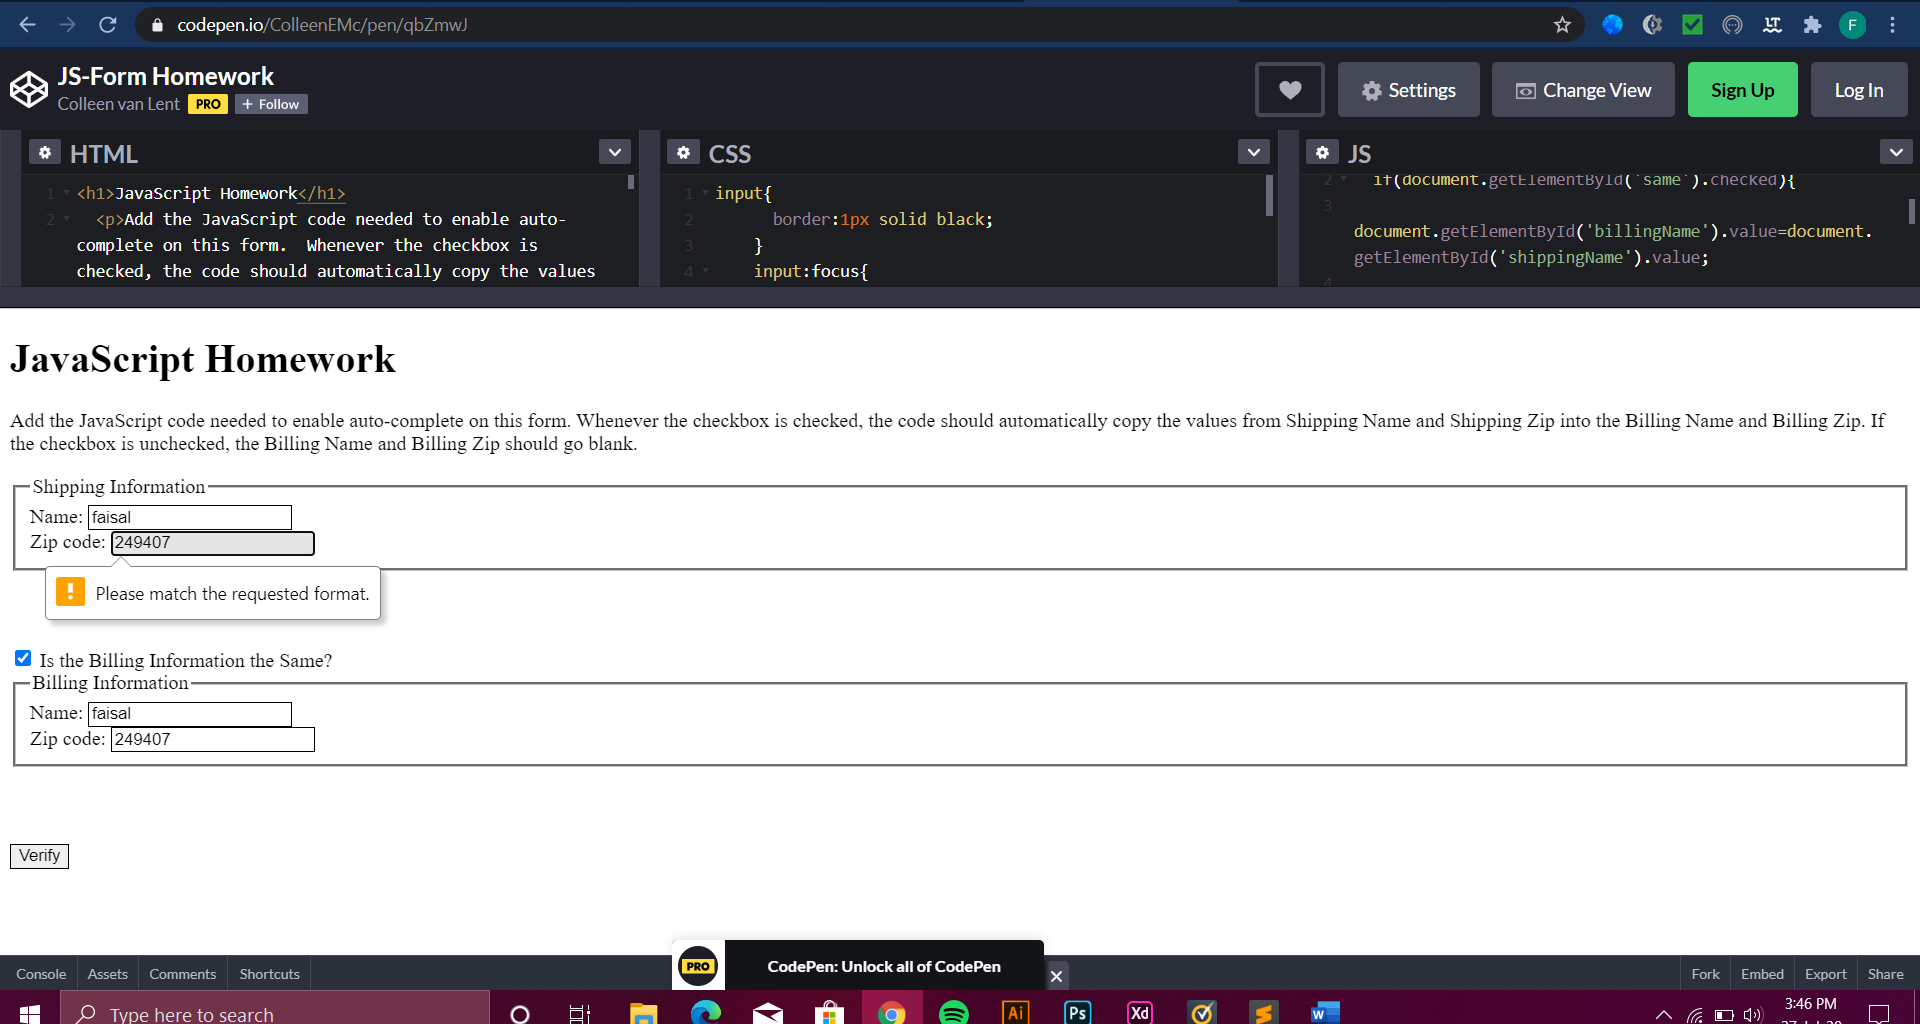 codepen.io/ColleenEMc/pen/qbZmwJ
F
JS-Form Homework
Colleen van Lent PRO + Follow
Settings
Change View
Sign Up
Log In
HTML
1 <h1>JavaScript Homework</h1>
2 <p>Add the JavaScript code needed to enable auto-
complete on this form.  Whenever the checkbox is
checked, the code should automatically copy the values
CSS
1 input{
2 border:1px solid black;
3 }
4 input:focus{
JS
2 if(document.getElementById('same').checked){
3
document.getElementById('billingName').value=document.
getElementById('shippingName').value;
4
JavaScript Homework
Add the JavaScript code needed to enable auto-complete on this form. Whenever the checkbox is checked, the code should automatically copy the values from Shipping Name and Shipping Zip into the Billing Name and Billing Zip. If
the checkbox is unchecked, the Billing Name and Billing Zip should go blank.
Shipping Information
Name: faisal
Zip code: 249407
! Please match the requested format.
Is the Billing Information the Same?
Billing Information
Name: faisal
Zip code: 249407
Verify
PRO CodePen: Unlock all of CodePen
Console Assets Comments Shortcuts
Fork Embed Export Share
Type here to search
Ai Ps Xd W
3:46 PM